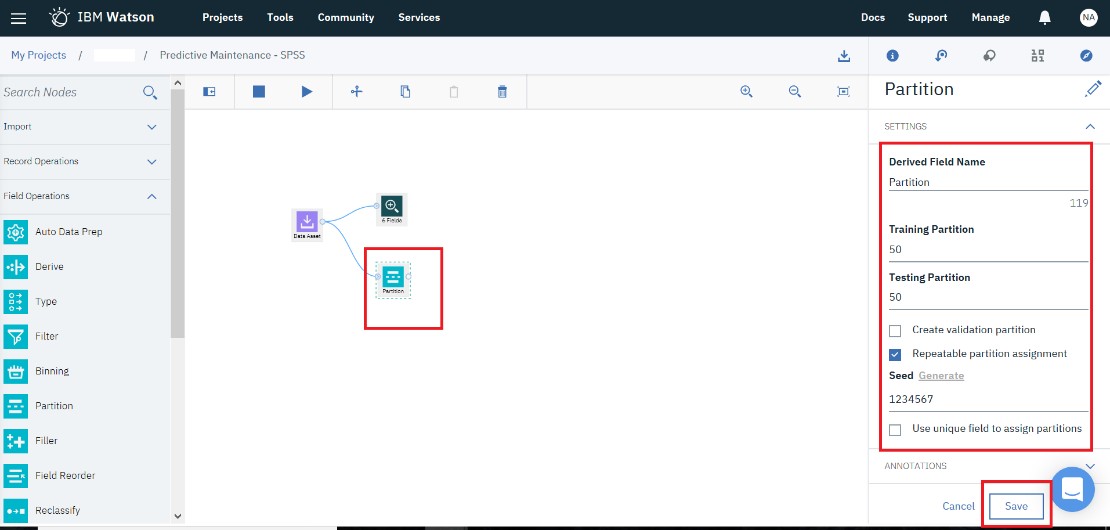 IBM Watson
Projects
Tools
Community
Services
Docs
Support
Manage
NA
My Projects / / Predictive Maintenance - SPSS
Search Nodes
Import
Record Operations
Field Operations
Auto Data Prep
Derive
Type
Filter
Binning
Partition
Filler
Field Reorder
Reclassify
Data Asset
6 Fields
Partition
Partition
SETTINGS
Derived Field Name
Partition
119
Training Partition
50
Testing Partition
50
Create validation partition
Repeatable partition assignment
Seed Generate
1234567
Use unique field to assign partitions
ANNOTATIONS
Cancel
Save